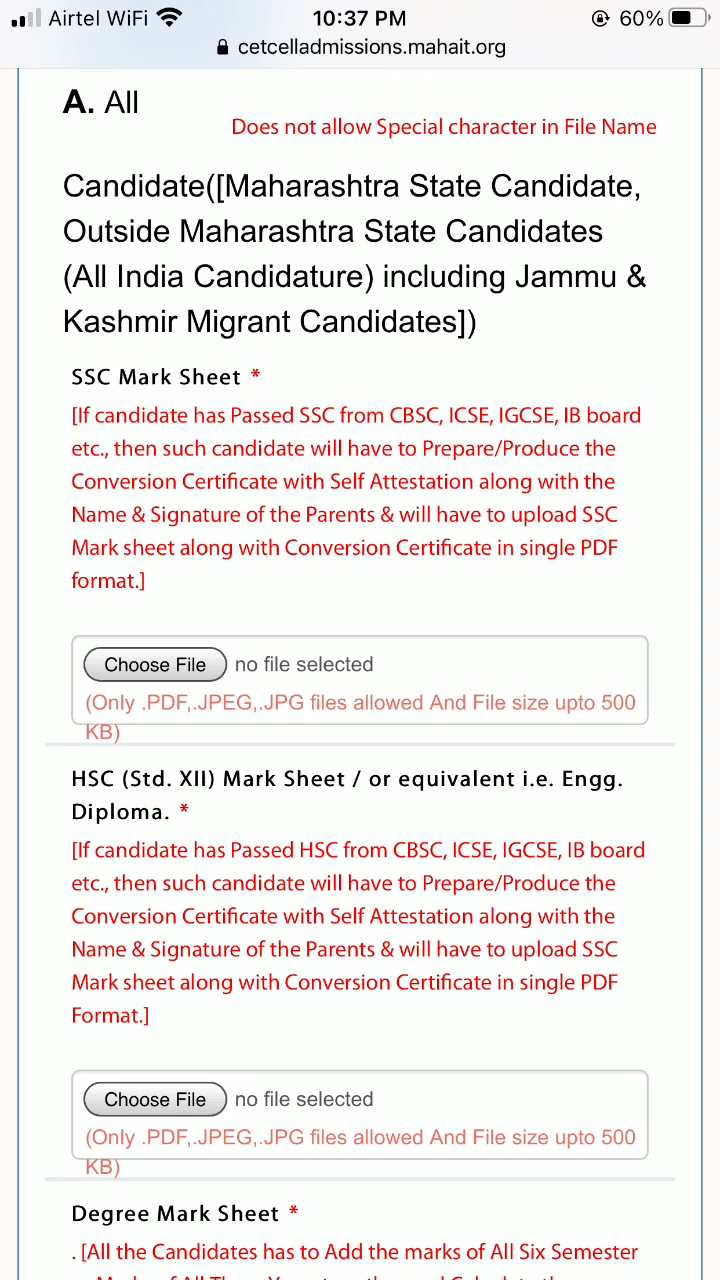 Airtel WiFi 10:37 PM 60%
cetcelladmissions.mahait.org
A. All
Does not allow Special character in File Name
Candidate([Maharashtra State Candidate,
Outside Maharashtra State Candidates
(All India Candidature) including Jammu &
Kashmir Migrant Candidates])
SSC Mark Sheet *
[If candidate has Passed SSC from CBSC, ICSE, IGCSE, IB board
etc., then such candidate will have to Prepare/Produce the
Conversion Certificate with Self Attestation along with the
Name & Signature of the Parents & will have to upload SSC
Mark sheet along with Conversion Certificate in single PDF
format.]
Choose File no file selected
(Only .PDF,.JPEG,.JPG files allowed And File size upto 500
KB)
HSC (Std. XII) Mark Sheet / or equivalent i.e. Engg.
Diploma. *
[If candidate has Passed HSC from CBSC, ICSE, IGCSE, IB board
etc., then such candidate will have to Prepare/Produce the
Conversion Certificate with Self Attestation along with the
Name & Signature of the Parents & will have to upload SSC
Mark sheet along with Conversion Certificate in single PDF
Format.]
Choose File no file selected
(Only .PDF,.JPEG,.JPG files allowed And File size upto 500
KB)
Degree Mark Sheet *
. [All the Candidates has to Add the marks of All Six Semester